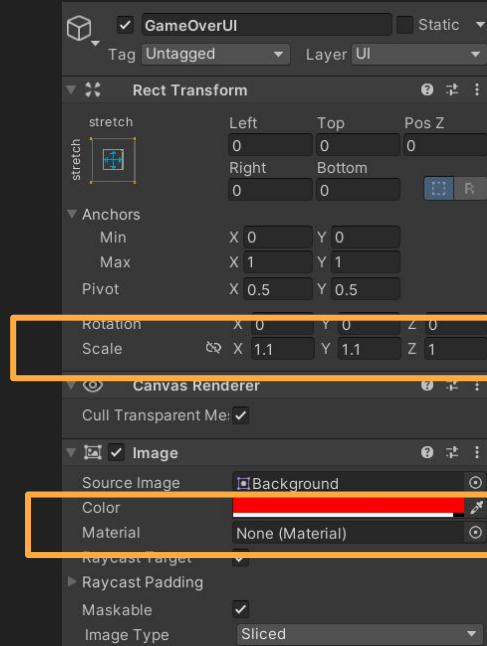 GameOverUI Static
Tag Untagged Layer UI
Rect Transform
stretch Left Top Pos Z
stretch 0 0 0
Right Bottom
0 0 R
Anchors
Min X 0 Y 0
Max X 1 Y 1
Pivot X 0.5 Y 0.5
Rotation X 0 Y 0 Z 0
Scale X 1.1 Y 1.1 Z 1
Canvas Renderer
Cull Transparent Me
Image
Source Image Background
Color
Material None (Material)
Raycast Target
Raycast Padding
Maskable
Image Type Sliced